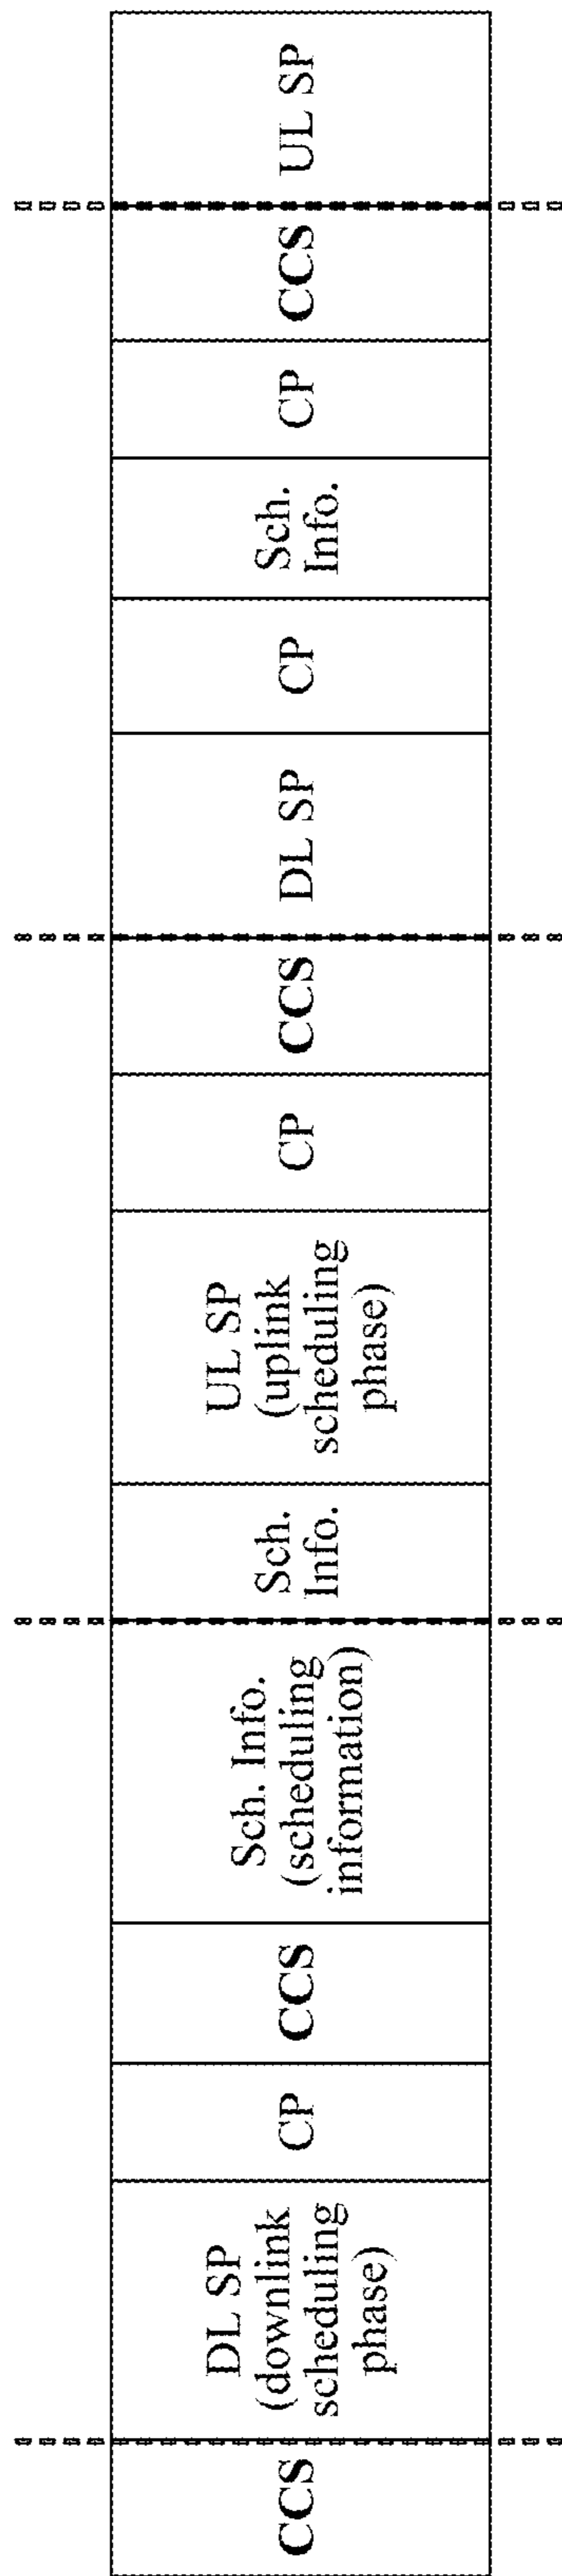 CCS
DL SP
(downlink
scheduling
phase)
CP
CCS
Sch. Info.
(scheduling
information)
Sch.
Info.
UL SP
(uplink
scheduling
phase)
CP
CCS
DL SP
CP
Sch.
Info.
CP
CCS
UL SP